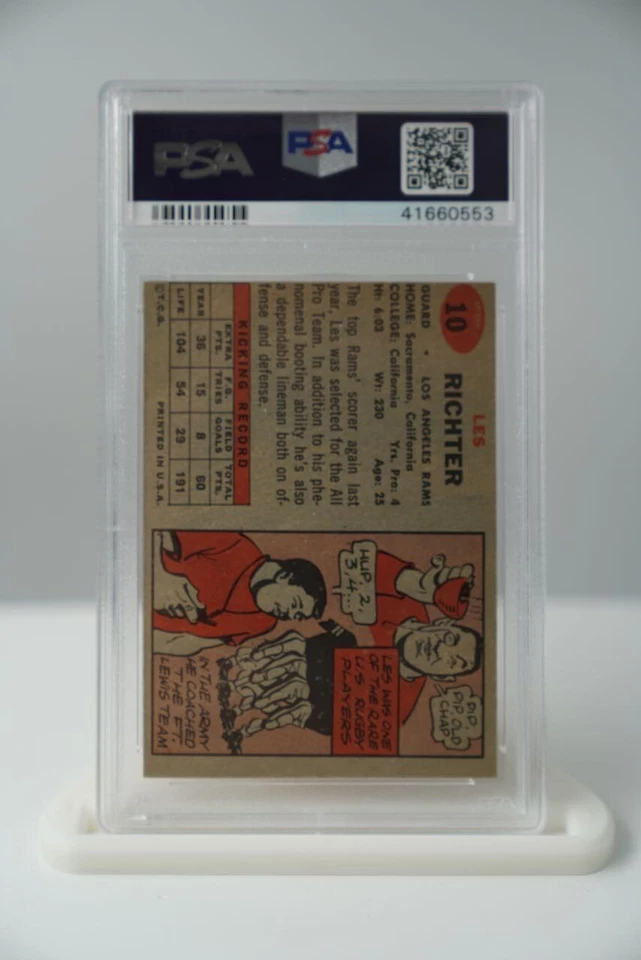 PSA
PSA
41660553
10
LES
RICHTER
GUARD • LOS ANGELES RAMS
HOME: Sacramento, California
COLLEGE: California Yrs. Pro: 4
Ht: 6:03 Wt: 230 Age: 25
The top Rams' scorer again last
year, Les was selected for the All
Pro Team. In addition to his phe-
nomenal booting ability he's also
a dependable lineman both on of-
fense and defense.
KICKING RECORD
EXTRA F.G. FIELD TOTAL
PTS. TRIES GOALS PTS.
YEAR 36 15 8 60
LIFE 104 54 29 191
©T.C.G. PRINTED IN U.S.A.
PIP,
PIP OLD
CHAP
HUP, 2,
3, 4...
LES WAS ONE
OF THE RARE
U.S RUGBY
PLAYERS
IN THE ARMY
HE COACHED
THE FT.
LEWIS TEAM